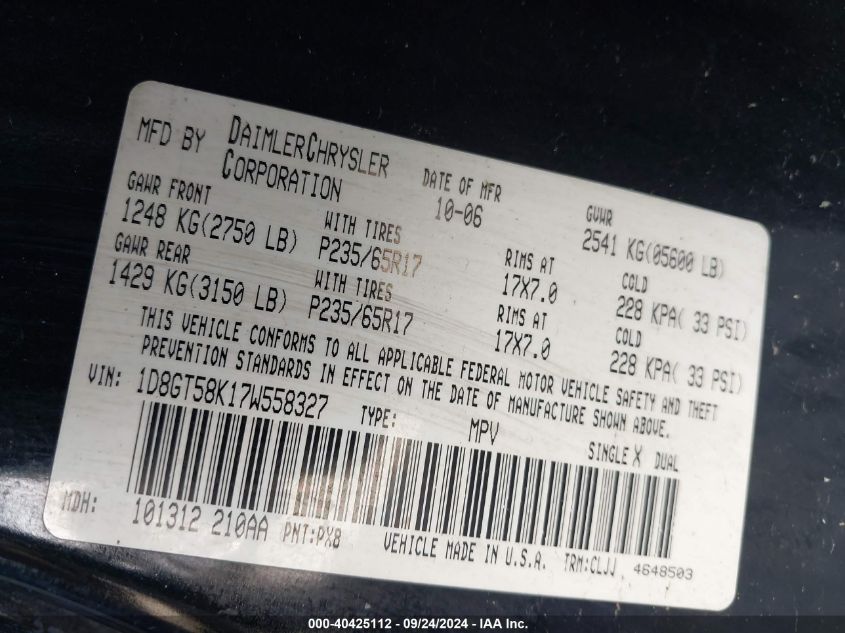 MFD BY DAIMLERCHRYSLER CORPORATION
DATE OF MFR 10-06
GVWR 2541 KG(05600 LB)
GAWR FRONT 1248 KG(2750 LB)
WITH TIRES P235/65R17
RIMS AT 17X7.0
COLD 228 KPA( 33 PSI)
GAWR REAR 1429 KG(3150 LB)
WITH TIRES P235/65R17
RIMS AT 17X7.0
COLD 228 KPA( 33 PSI)
THIS VEHICLE CONFORMS TO ALL APPLICABLE FEDERAL MOTOR VEHICLE SAFETY AND THEFT
PREVENTION STANDARDS IN EFFECT ON THE DATE OF MANUFACTURE SHOWN ABOVE.
VIN: 1D8GT58K17W558327 TYPE: MPV SINGLE X DUAL
MDH: 101312 210AA PNT:PX8 VEHICLE MADE IN U.S.A. TRM:CLJJ 4648503
000-40425112 - 09/24/2024 - IAA Inc.